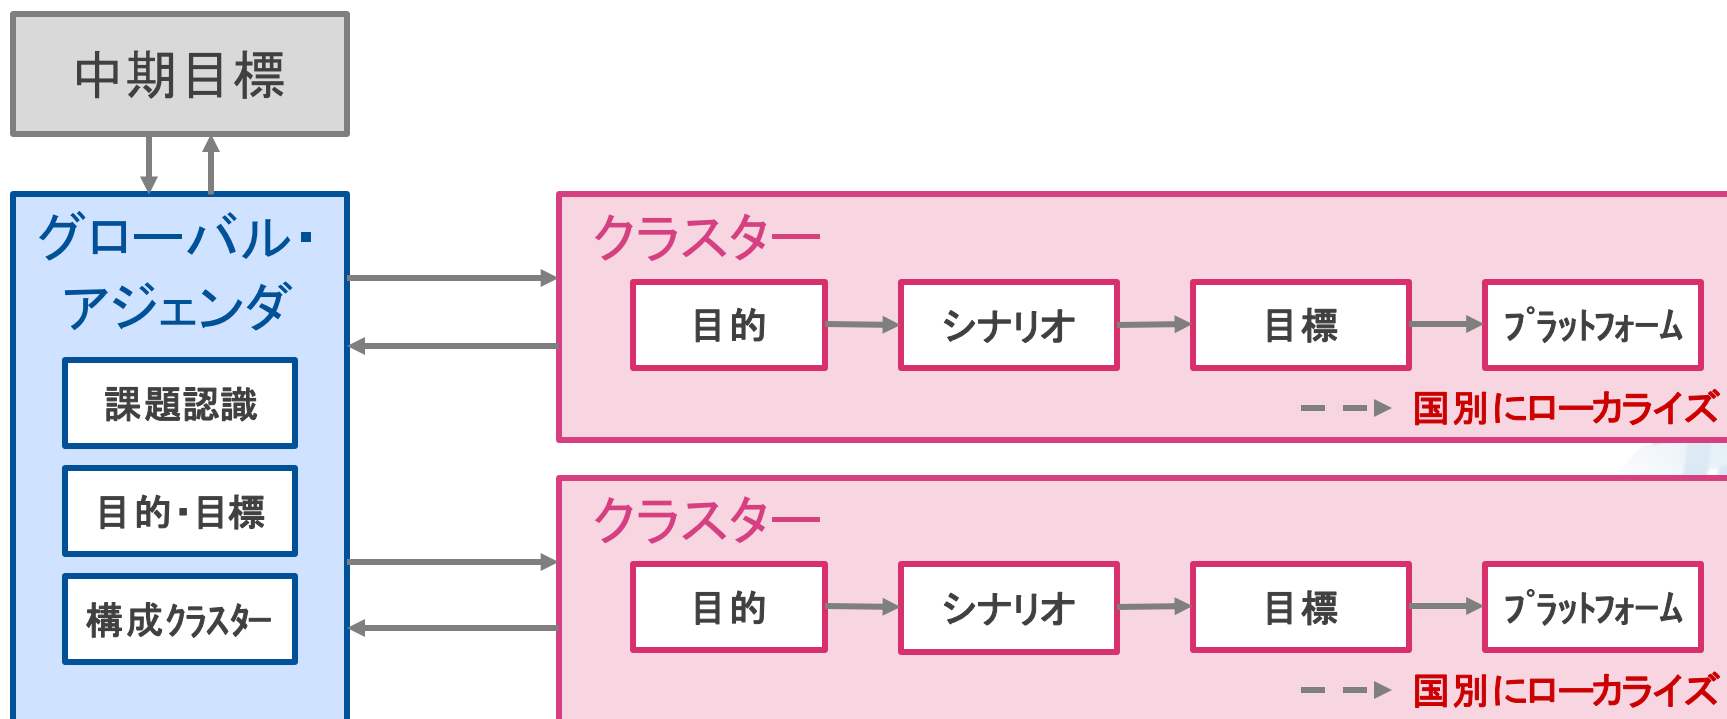 中期目標
グローバル・
アジェンダ
課題認識
目的・目標
構成クラスター
クラスター
目的
シナリオ
目標
プラットフォーム
国別にローカライズ
クラスター
目的
シナリオ
目標
プラットフォーム
国別にローカライズ